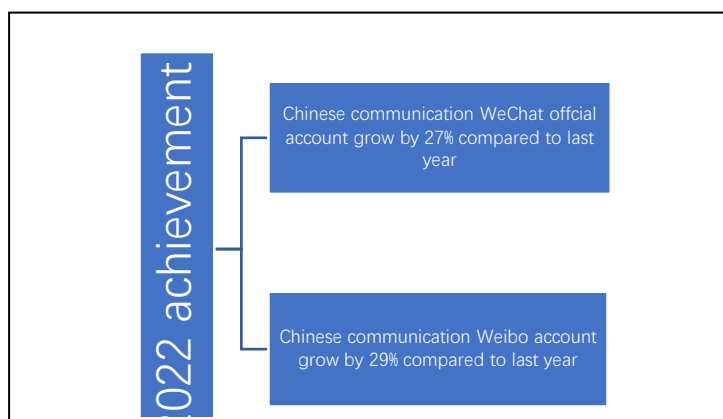 2022 achievement
Chinese communication WeChat offcial
account grow by 27% compared to last
year
Chinese communication Weibo account
grow by 29% compared to last year